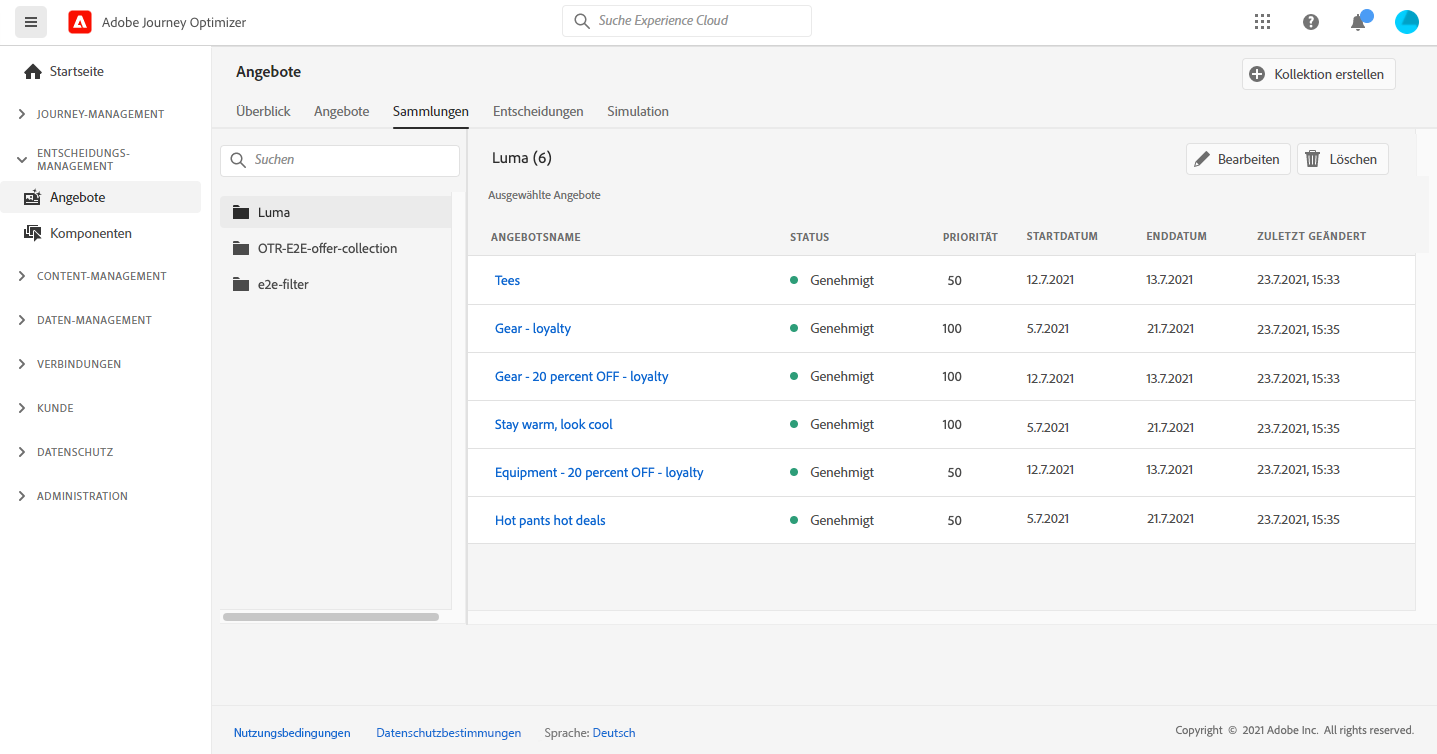 Adobe Journey Optimizer
Suche Experience Cloud
Startseite
JOURNEY-MANAGEMENT
ENTSCHEIDUNGS-
MANAGEMENT
Angebote
Komponenten
CONTENT-MANAGEMENT
DATEN-MANAGEMENT
VERBINDUNGEN
KUNDE
DATENSCHUTZ
ADMINISTRATION
Angebote
Kollektion erstellen
Überblick Angebote Sammlungen Entscheidungen Simulation
Suchen
Luma
OTR-E2E-offer-collection
e2e-filter
Luma (6)
Bearbeiten Löschen
Ausgewählte Angebote
ANGEBOTSNAME STATUS PRIORITÄT STARTDATUM ENDDATUM ZULETZT GEÄNDERT
Tees Genehmigt 50 12.7.2021 13.7.2021 23.7.2021, 15:33
Gear - loyalty Genehmigt 100 5.7.2021 21.7.2021 23.7.2021, 15:35
Gear - 20 percent OFF - loyalty Genehmigt 100 12.7.2021 13.7.2021 23.7.2021, 15:33
Stay warm, look cool Genehmigt 100 5.7.2021 21.7.2021 23.7.2021, 15:35
Equipment - 20 percent OFF - loyalty Genehmigt 50 12.7.2021 13.7.2021 23.7.2021, 15:33
Hot pants hot deals Genehmigt 50 5.7.2021 21.7.2021 23.7.2021, 15:35
Nutzungsbedingungen Datenschutzbestimmungen Sprache: Deutsch
Copyright © 2021 Adobe Inc. All rights reserved.